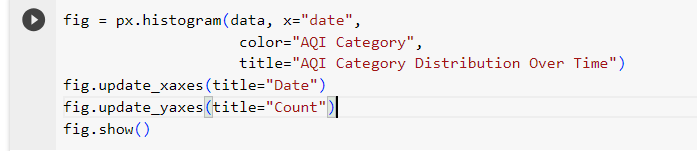 fig = px.histogram(data, x="date",
                   color="AQI Category",
                   title="AQI Category Distribution Over Time")
fig.update_xaxes(title="Date")
fig.update_yaxes(title="Count")
fig.show()